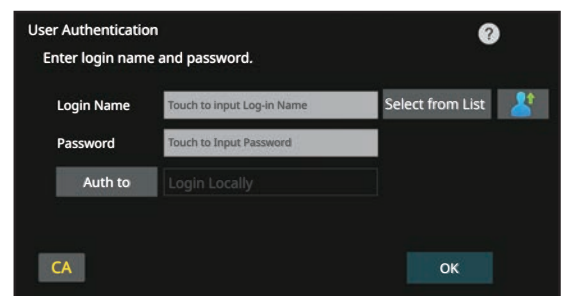 User Authentication
?
Enter login name and password.
Login Name Touch to input Log-in Name Select from List
Password Touch to Input Password
Auth to Login Locally
CA OK